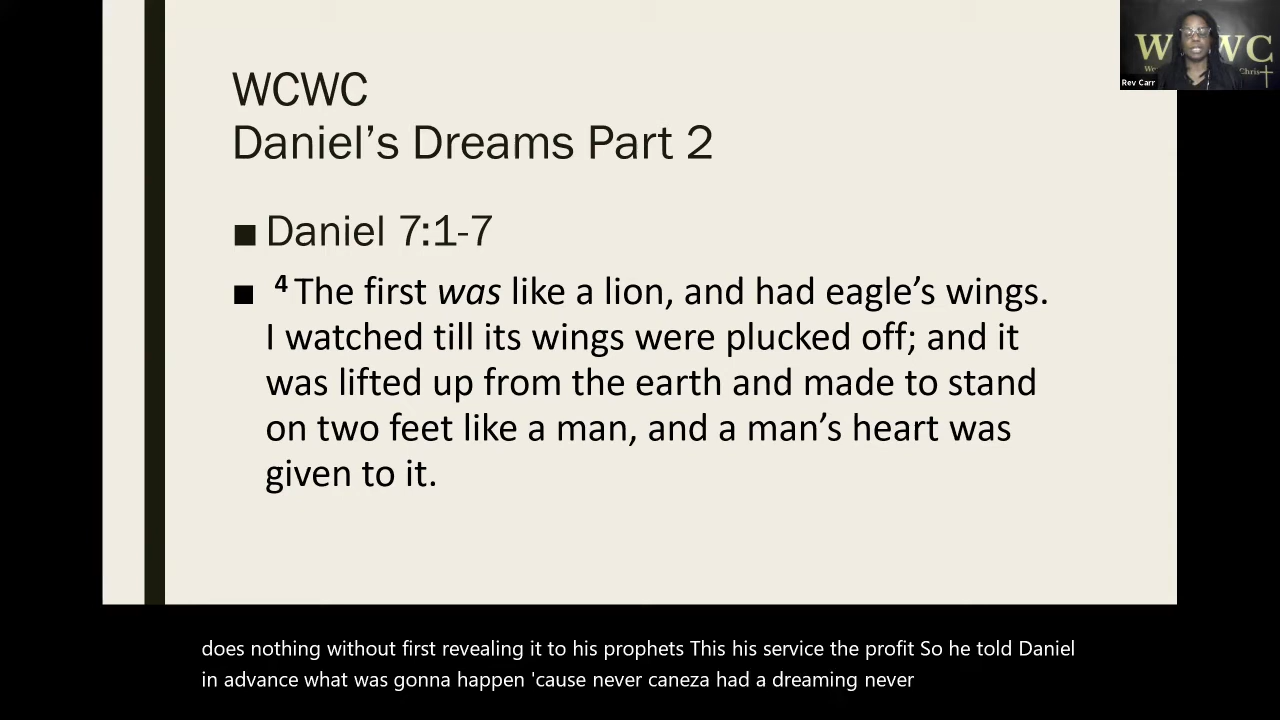 WCWC
Daniel’s Dreams Part 2
■ Daniel 7:1-7
■ 4 The first was like a lion, and had eagle’s wings.
I watched till its wings were plucked off; and it
was lifted up from the earth and made to stand
on two feet like a man, and a man’s heart was
given to it.
W WC
Chris
Rev Carr
does nothing without first revealing it to his prophets This his service the profit So he told Daniel
in advance what was gonna happen 'cause never caneza had a dreaming never